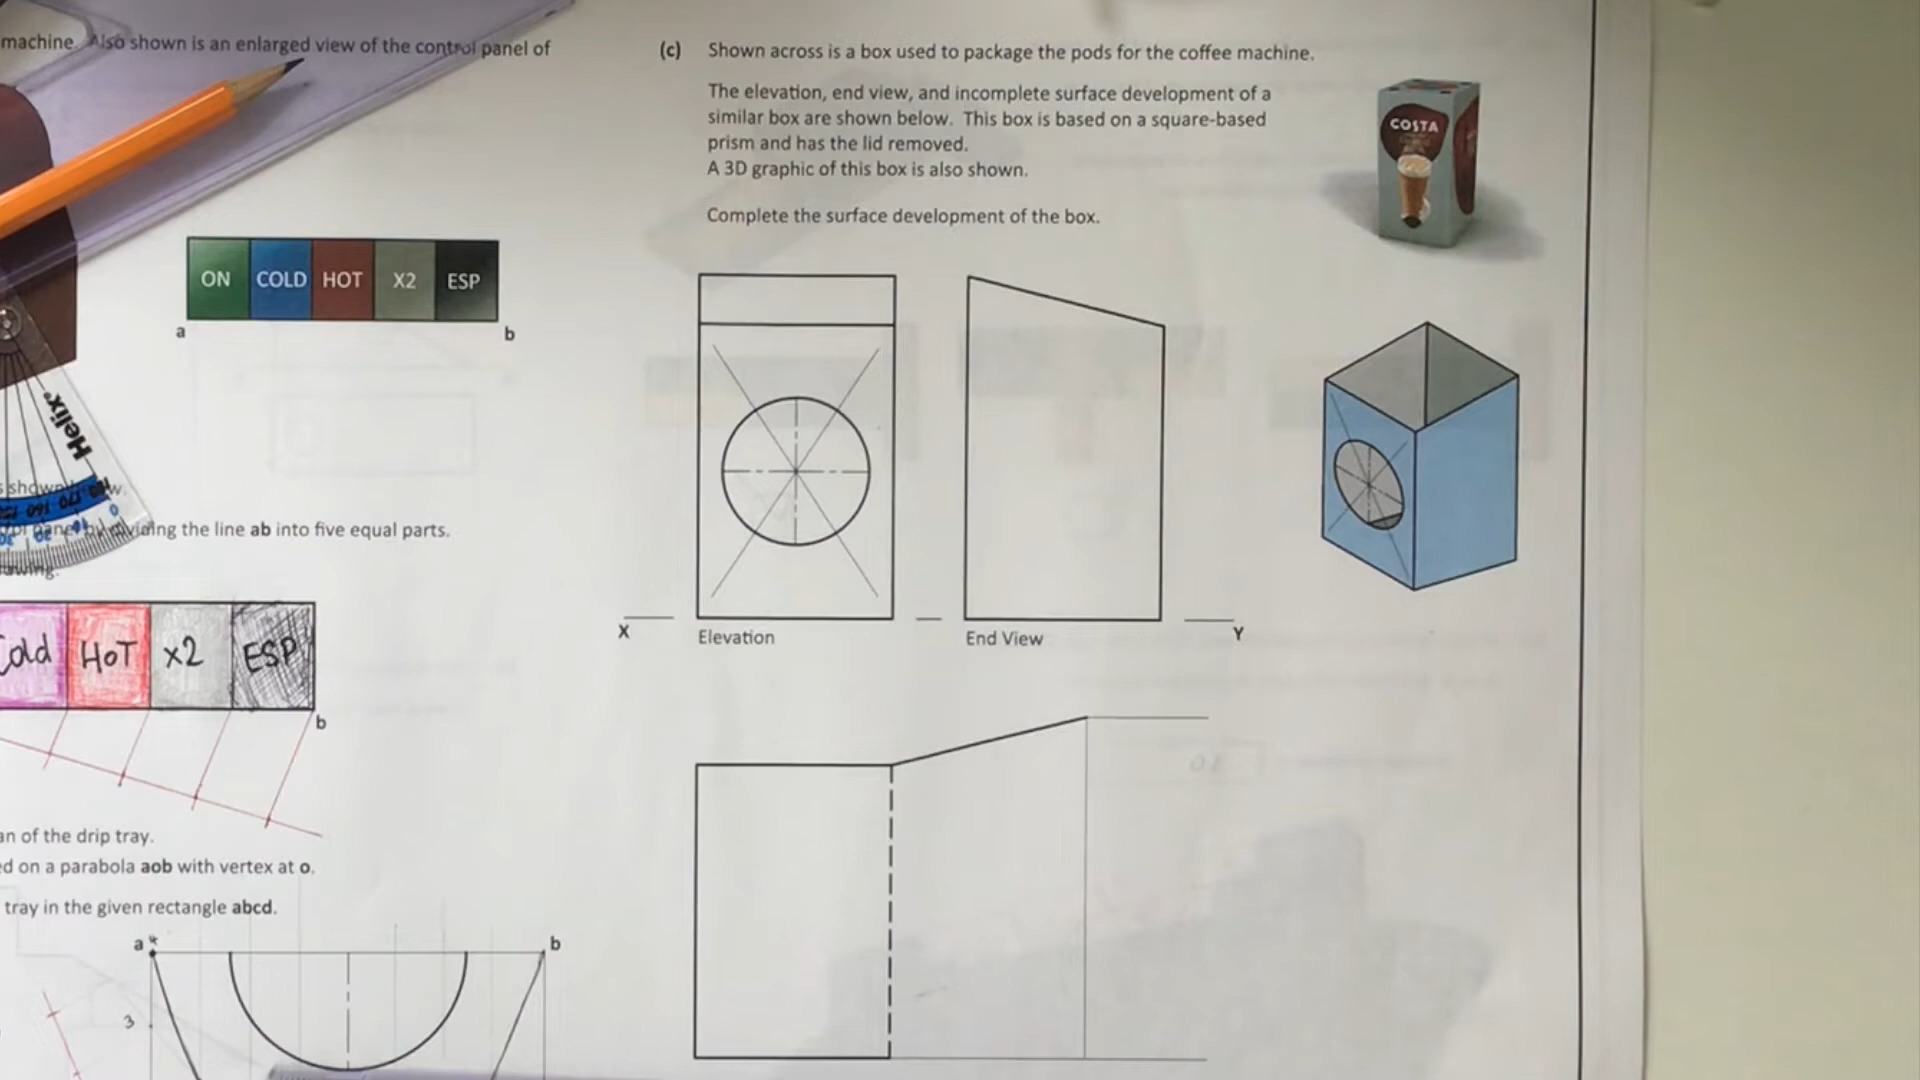 machine. Also shown is an enlarged view of the control panel of
ON COLD HOT X2 ESP
a b
Helix
shown
by dividing the line ab into five equal parts.
drawing.
Cold HOT x2 ESP
b
an of the drip tray.
ed on a parabola aob with vertex at o.
tray in the given rectangle abcd.
a b
3
(c) Shown across is a box used to package the pods for the coffee machine.
The elevation, end view, and incomplete surface development of a
similar box are shown below. This box is based on a square-based
prism and has the lid removed.
A 3D graphic of this box is also shown.
Complete the surface development of the box.
COSTA
X Y
Elevation End View